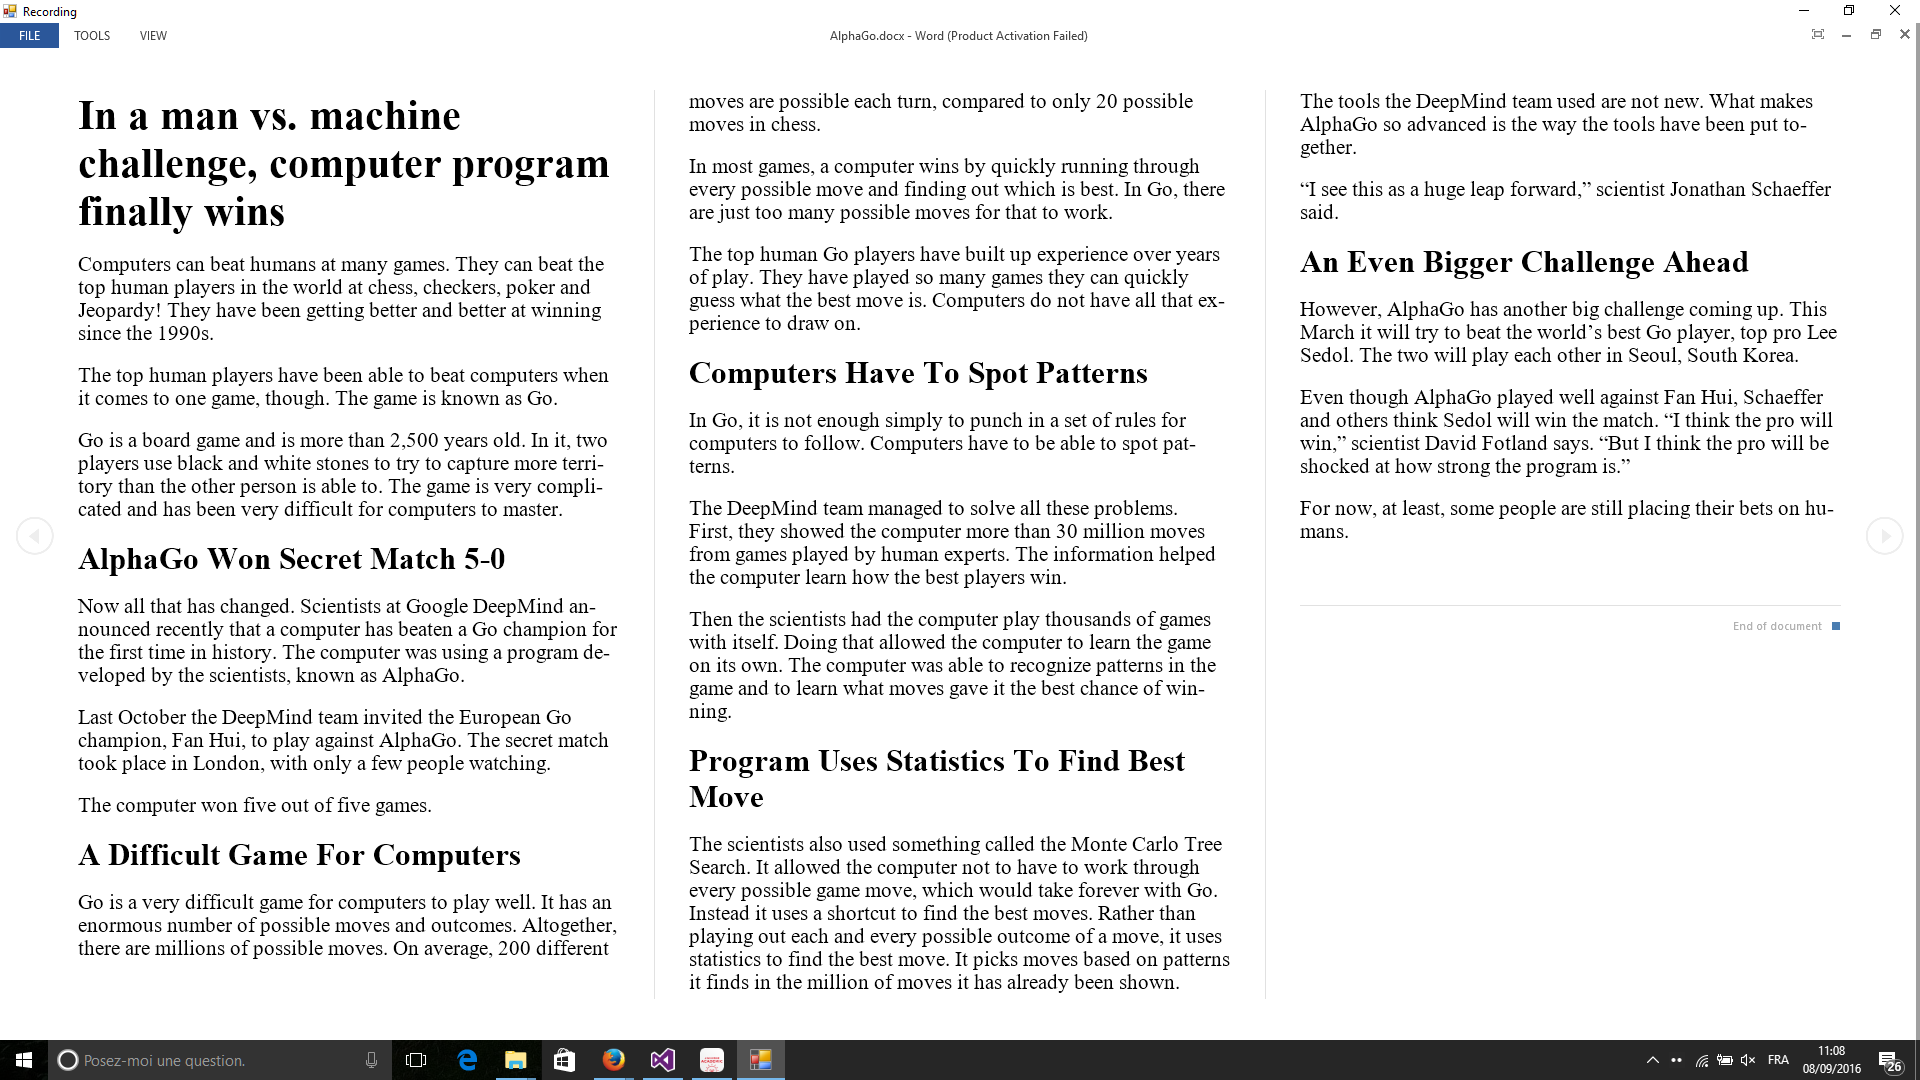 Recording
FILE TOOLS VIEW AlphaGo.docx - Word (Product Activation Failed)
In a man vs. machine
challenge, computer program
finally wins
Computers can beat humans at many games. They can beat the
top human players in the world at chess, checkers, poker and
Jeopardy! They have been getting better and better at winning
since the 1990s.
The top human players have been able to beat computers when
it comes to one game, though. The game is known as Go.
Go is a board game and is more than 2,500 years old. In it, two
players use black and white stones to try to capture more terri-
tory than the other person is able to. The game is very compli-
cated and has been very difficult for computers to master.
AlphaGo Won Secret Match 5-0
Now all that has changed. Scientists at Google DeepMind an-
nounced recently that a computer has beaten a Go champion for
the first time in history. The computer was using a program de-
veloped by the scientists, known as AlphaGo.
Last October the DeepMind team invited the European Go
champion, Fan Hui, to play against AlphaGo. The secret match
took place in London, with only a few people watching.
The computer won five out of five games.
A Difficult Game For Computers
Go is a very difficult game for computers to play well. It has an
enormous number of possible moves and outcomes. Altogether,
there are millions of possible moves. On average, 200 different
moves are possible each turn, compared to only 20 possible
moves in chess.
In most games, a computer wins by quickly running through
every possible move and finding out which is best. In Go, there
are just too many possible moves for that to work.
The top human Go players have built up experience over years
of play. They have played so many games they can quickly
guess what the best move is. Computers do not have all that ex-
perience to draw on.
Computers Have To Spot Patterns
In Go, it is not enough simply to punch in a set of rules for
computers to follow. Computers have to be able to spot pat-
terns.
The DeepMind team managed to solve all these problems.
First, they showed the computer more than 30 million moves
from games played by human experts. The information helped
the computer learn how the best players win.
Then the scientists had the computer play thousands of games
with itself. Doing that allowed the computer to learn the game
on its own. The computer was able to recognize patterns in the
game and to learn what moves gave it the best chance of win-
ning.
Program Uses Statistics To Find Best
Move
The scientists also used something called the Monte Carlo Tree
Search. It allowed the computer not to have to work through
every possible game move, which would take forever with Go.
Instead it uses a shortcut to find the best moves. Rather than
playing out each and every possible outcome of a move, it uses
statistics to find the best move. It picks moves based on patterns
it finds in the million of moves it has already been shown.
The tools the DeepMind team used are not new. What makes
AlphaGo so advanced is the way the tools have been put to-
gether.
“I see this as a huge leap forward,” scientist Jonathan Schaeffer
said.
An Even Bigger Challenge Ahead
However, AlphaGo has another big challenge coming up. This
March it will try to beat the world’s best Go player, top pro Lee
Sedol. The two will play each other in Seoul, South Korea.
Even though AlphaGo played well against Fan Hui, Schaeffer
and others think Sedol will win the match. “I think the pro will
win,” scientist David Fotland says. “But I think the pro will be
shocked at how strong the program is.”
For now, at least, some people are still placing their bets on hu-
mans.
End of document
Posez-moi une question.
FRA
11:08
08/09/2016
26